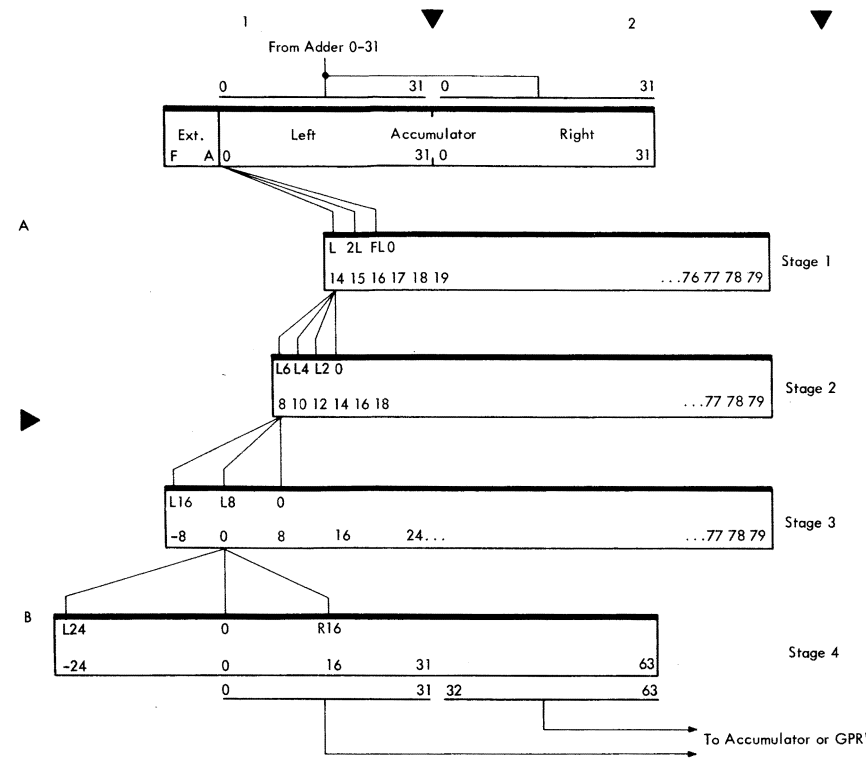 1 2
From Adder 0-31
0 31 0 31
Ext. Left Accumulator Right
F A 0 31 0 31
A
L 2L FL0
14 15 16 17 18 19 ...76 77 78 79
Stage 1
L6 L4 L2 0
8 10 12 14 16 18 ...77 78 79
Stage 2
L16 L8 0
-8 0 8 16 24... ...77 78 79
Stage 3
B
L24 0 R16
-24 0 16 31 63
Stage 4
0 31 32 63
To Accumulator or GPR'